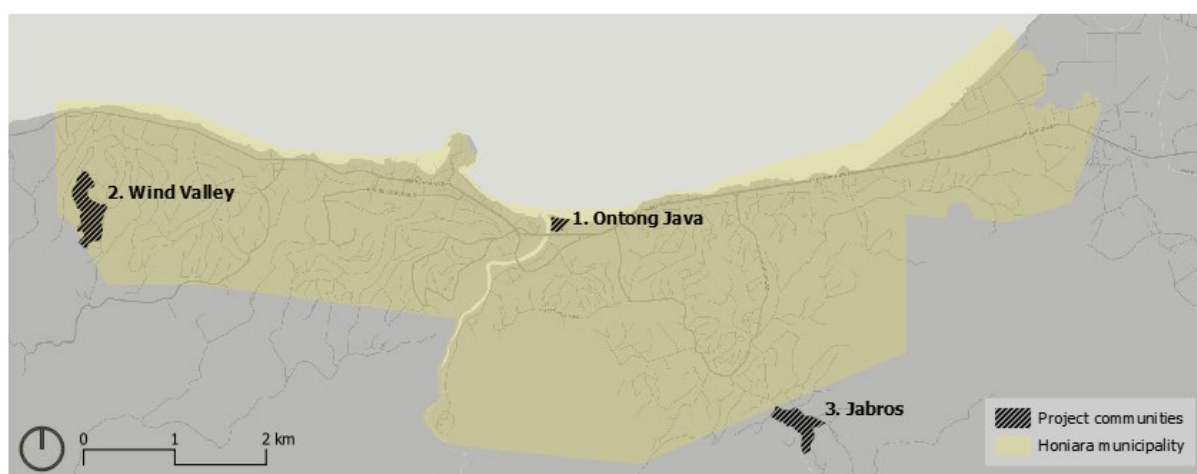 2. Wind Valley
1. Ontong Java
3. Jabros
Project communities
Honiara municipality
0 1 2 km